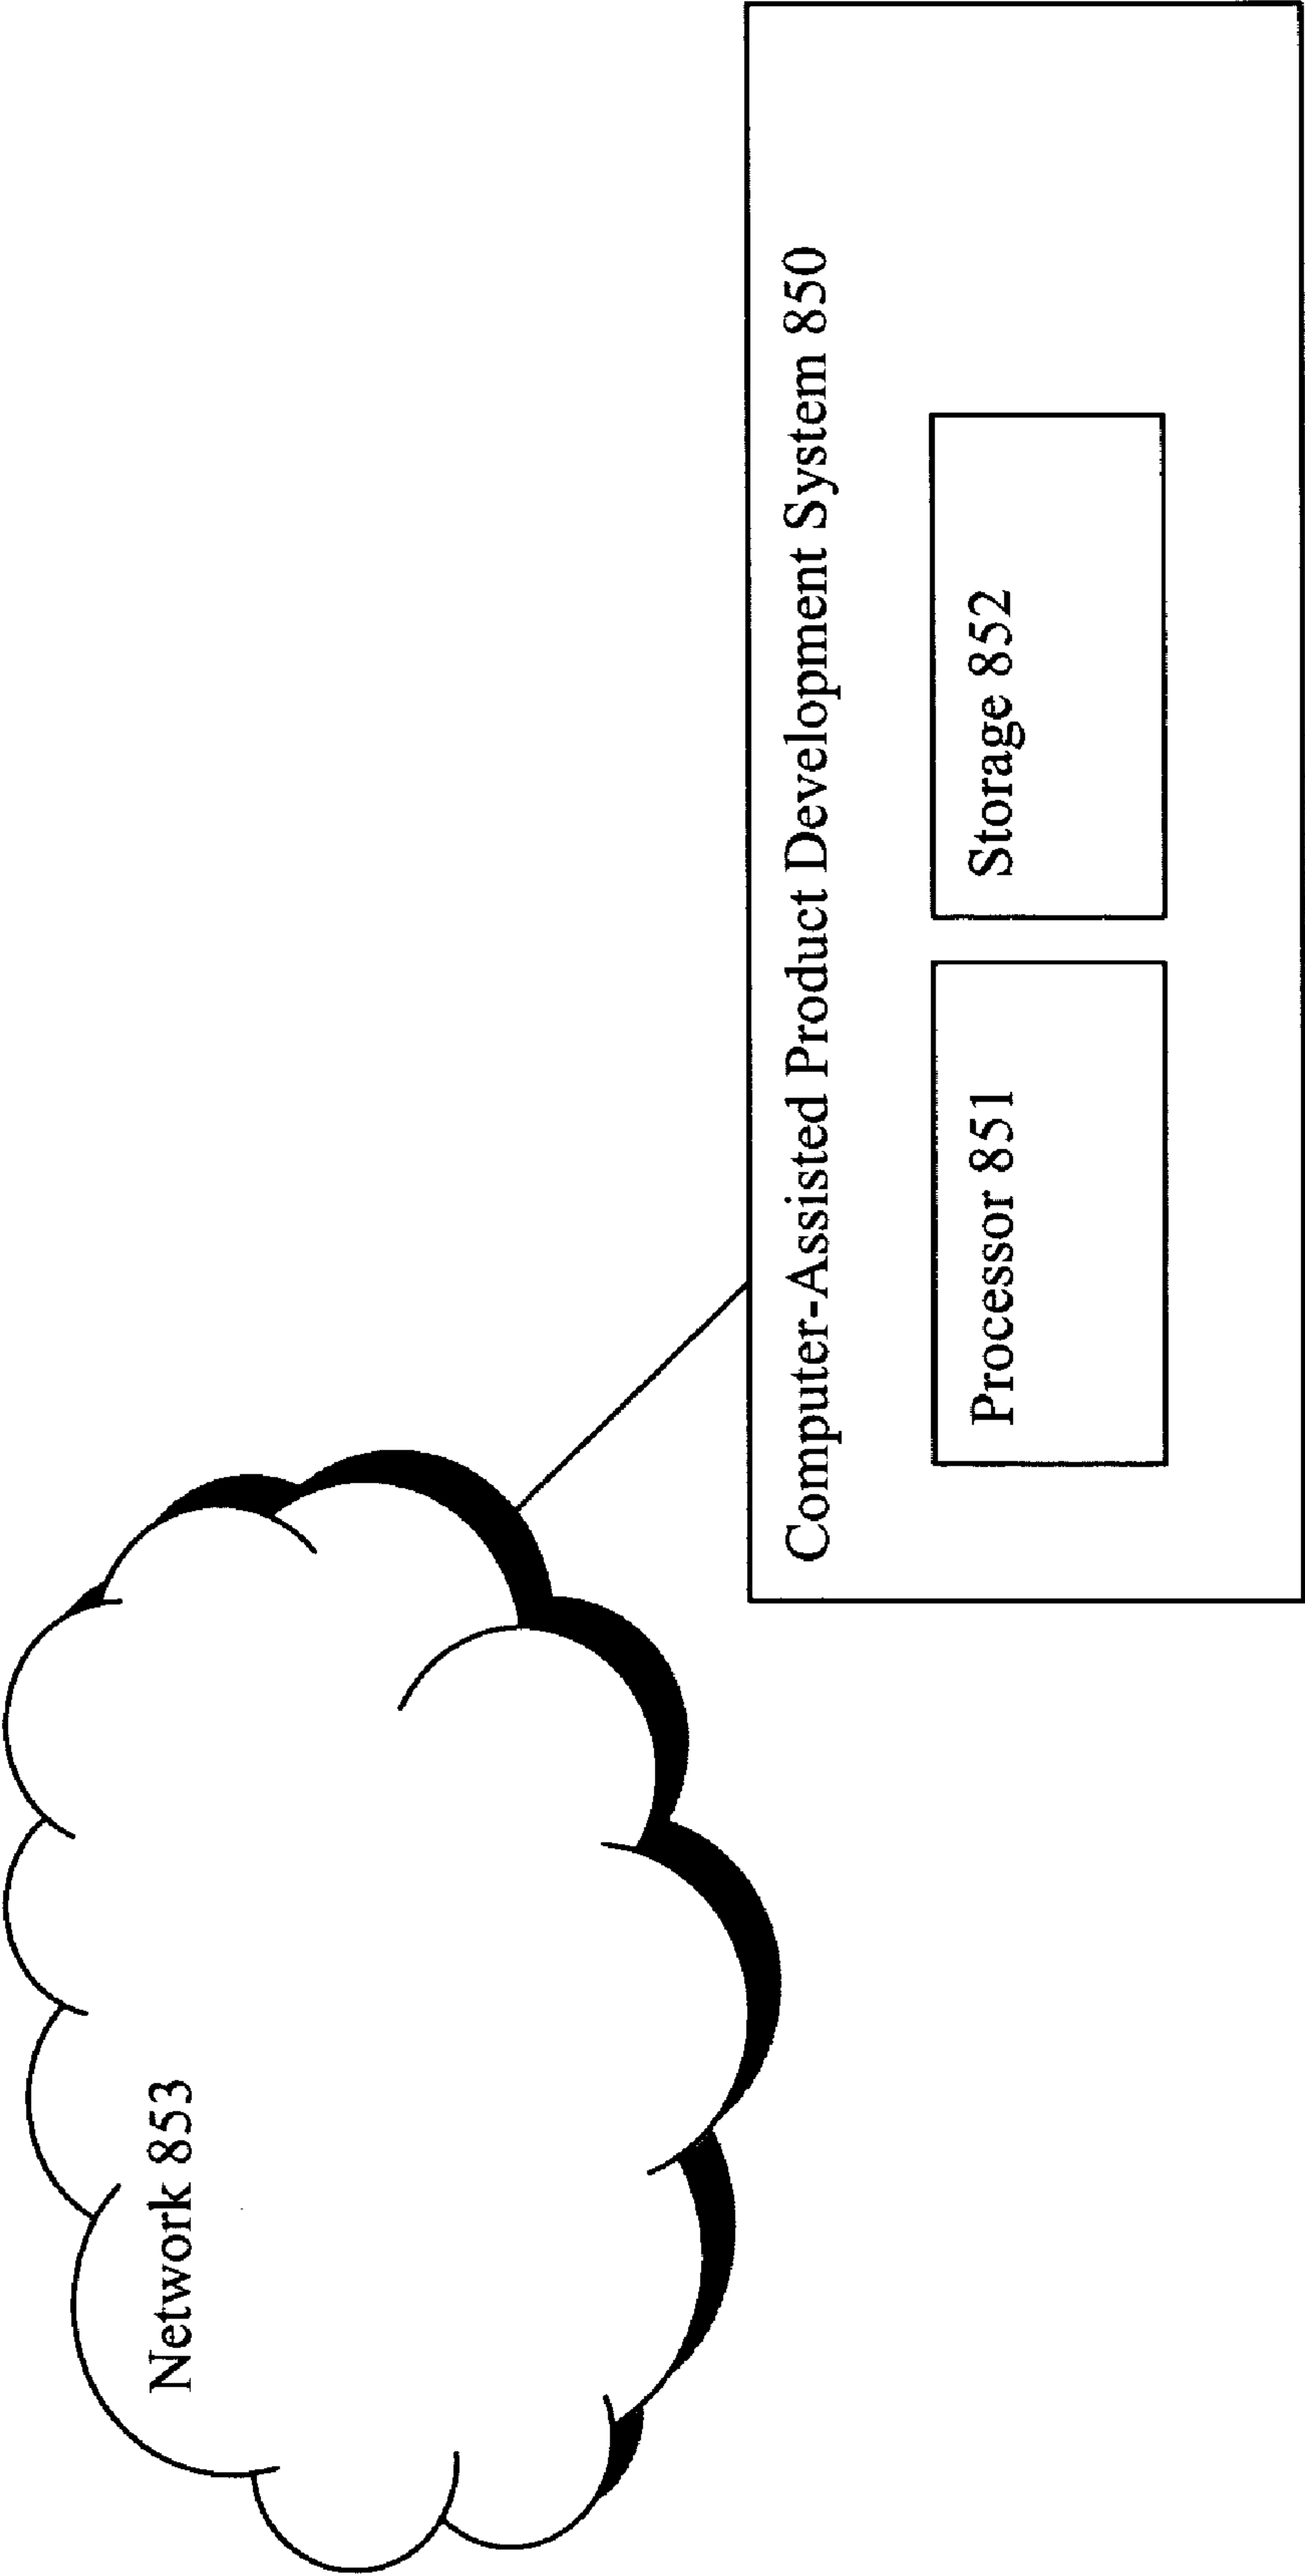 Network 853
Computer-Assisted Product Development System 850
Processor 851
Storage 852